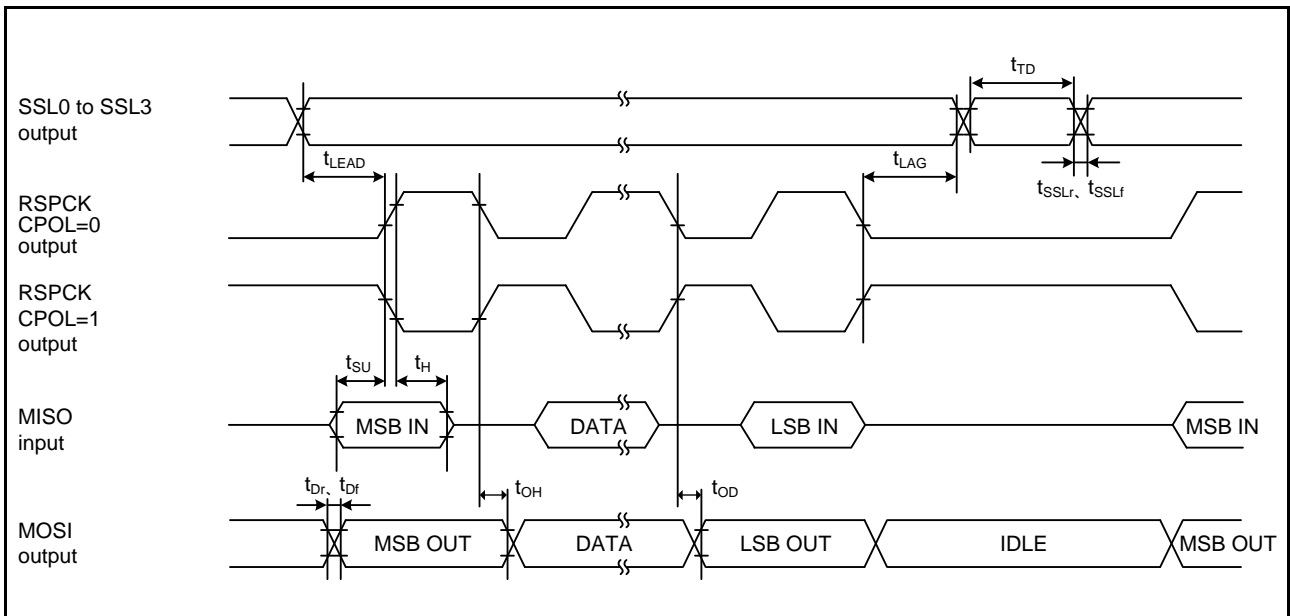 tTD
SSL0 to SSL3
output
tLEAD
tLAG
tSSLr、tSSLf
RSPCK
CPOL=0
output
RSPCK
CPOL=1
output
tSU
tH
MISO
input
MSB IN
DATA
LSB IN
MSB IN
tDr、tDf
tOH
tOD
MOSI
output
MSB OUT
DATA
LSB OUT
IDLE
MSB OUT